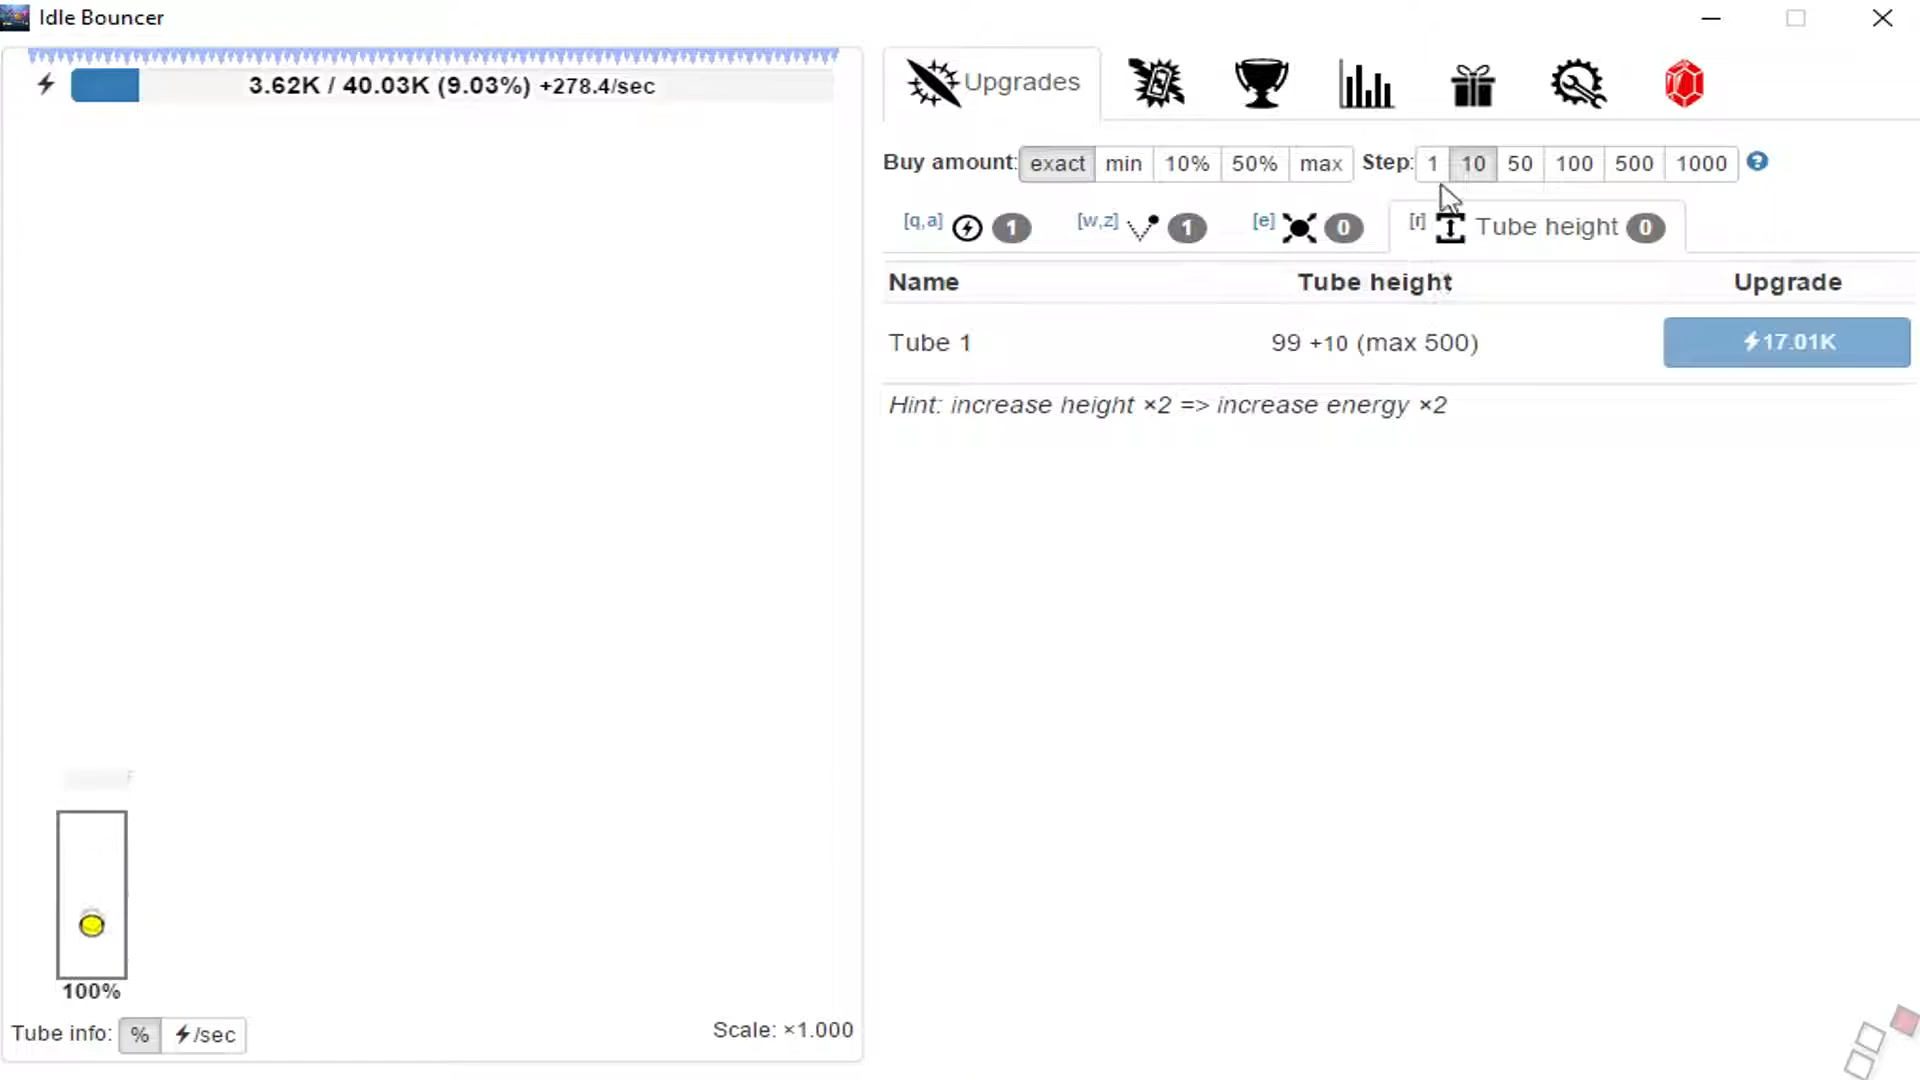 Idle Bouncer
3.62K / 40.03K (9.03%) +278.4/sec
Upgrades
Buy amount: exact min 10% 50% max Step: 1 10 50 100 500 1000 ?
[q,a] 1 [w,z] 1 [e] 0 [r] Tube height 0
Name Tube height Upgrade
Tube 1 99 +10 (max 500) 17.01K
Hint: increase height ×2 => increase energy ×2
100%
Tube info: % /sec Scale: ×1.000